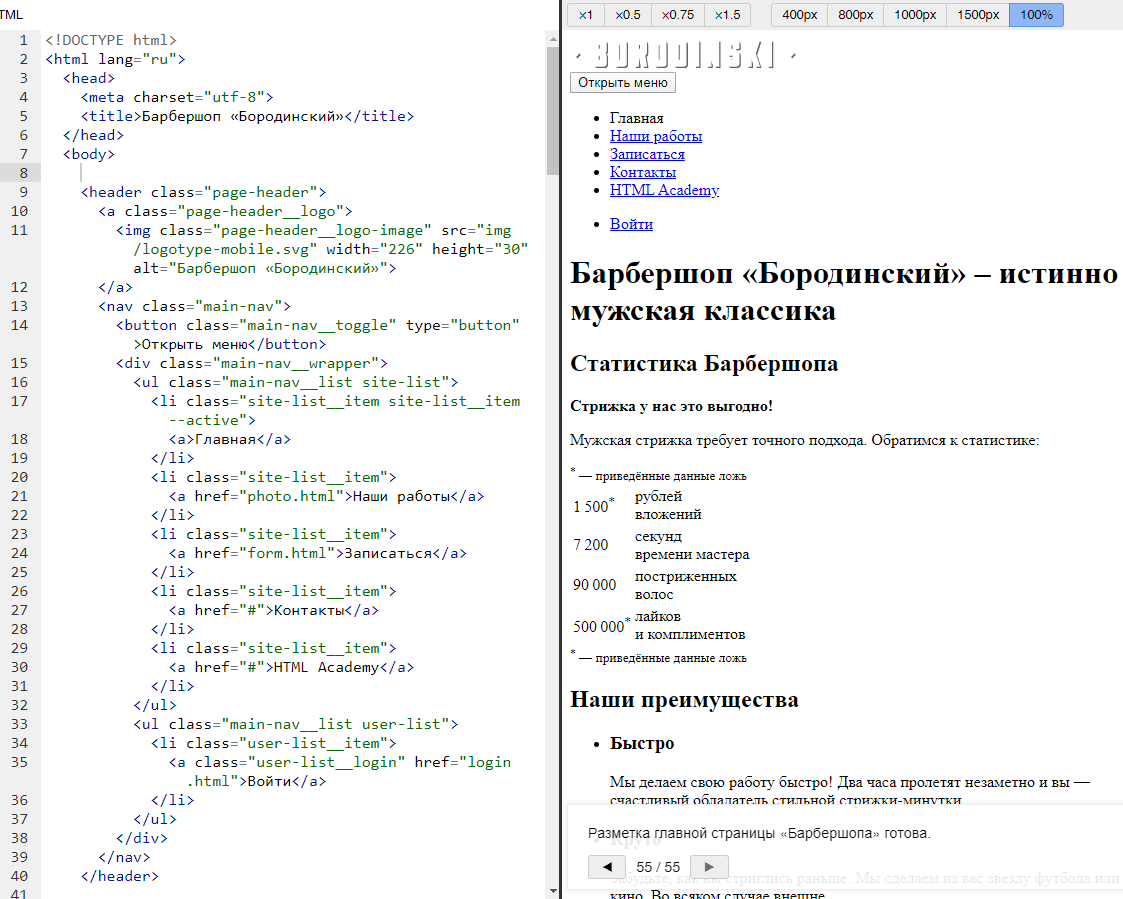 TML
1 <!DOCTYPE html>
2 <html lang="ru">
3 <head>
4 <meta charset="utf-8">
5 <title>Барбершоп «Бородинский»</title>
6 </head>
7 <body>
8
9 <header class="page-header">
10 <a class="page-header__logo">
11 <img class="page-header__logo-image" src="img
/logotype-mobile.svg" width="226" height="30"
alt="Барбершоп «Бородинский»">
12 </a>
13 <nav class="main-nav">
14 <button class="main-nav__toggle" type="button"
>Открыть меню</button>
15 <div class="main-nav__wrapper">
16 <ul class="main-nav__list site-list">
17 <li class="site-list__item site-list__item
--active">
18 <a>Главная</a>
19 </li>
20 <li class="site-list__item">
21 <a href="photo.html">Наши работы</a>
22 </li>
23 <li class="site-list__item">
24 <a href="form.html">Записаться</a>
25 </li>
26 <li class="site-list__item">
27 <a href="#">Контакты</a>
28 </li>
29 <li class="site-list__item">
30 <a href="#">HTML Academy</a>
31 </li>
32 </ul>
33 <ul class="main-nav__list user-list">
34 <li class="user-list__item">
35 <a class="user-list__login" href="login
.html">Войти</a>
36 </li>
37 </ul>
38 </div>
39 </nav>
40 </header>
41
×1 ×0.5 ×0.75 ×1.5 400px 800px 1000px 1500px 100%
· BORODINSKI ·
Открыть меню
• Главная
• Наши работы
• Записаться
• Контакты
• HTML Academy
• Войти
Барбершоп «Бородинский» – истинно
мужская классика
Статистика Барбершопа
Стрижка у нас это выгодно!
Мужская стрижка требует точного подхода. Обратимся к статистике:
* — приведённые данные ложь
1 500* рублей
вложений
7 200 секунд
времени мастера
90 000 постриженных
волос
500 000* лайков
и комплиментов
* — приведённые данные ложь
Наши преимущества
• Быстро
Мы делаем свою работу быстро! Два часа пролетят незаметно и вы —
счастливый обладатель стильной стрижки-минутки
Разметка главной страницы «Барбершопа» готова.
• Круто
◄ 55 / 55 ►
Забудьте, как вы стриглись раньше. Мы сделаем из вас звезду футбола или
кино. Во всяком случае внешне.